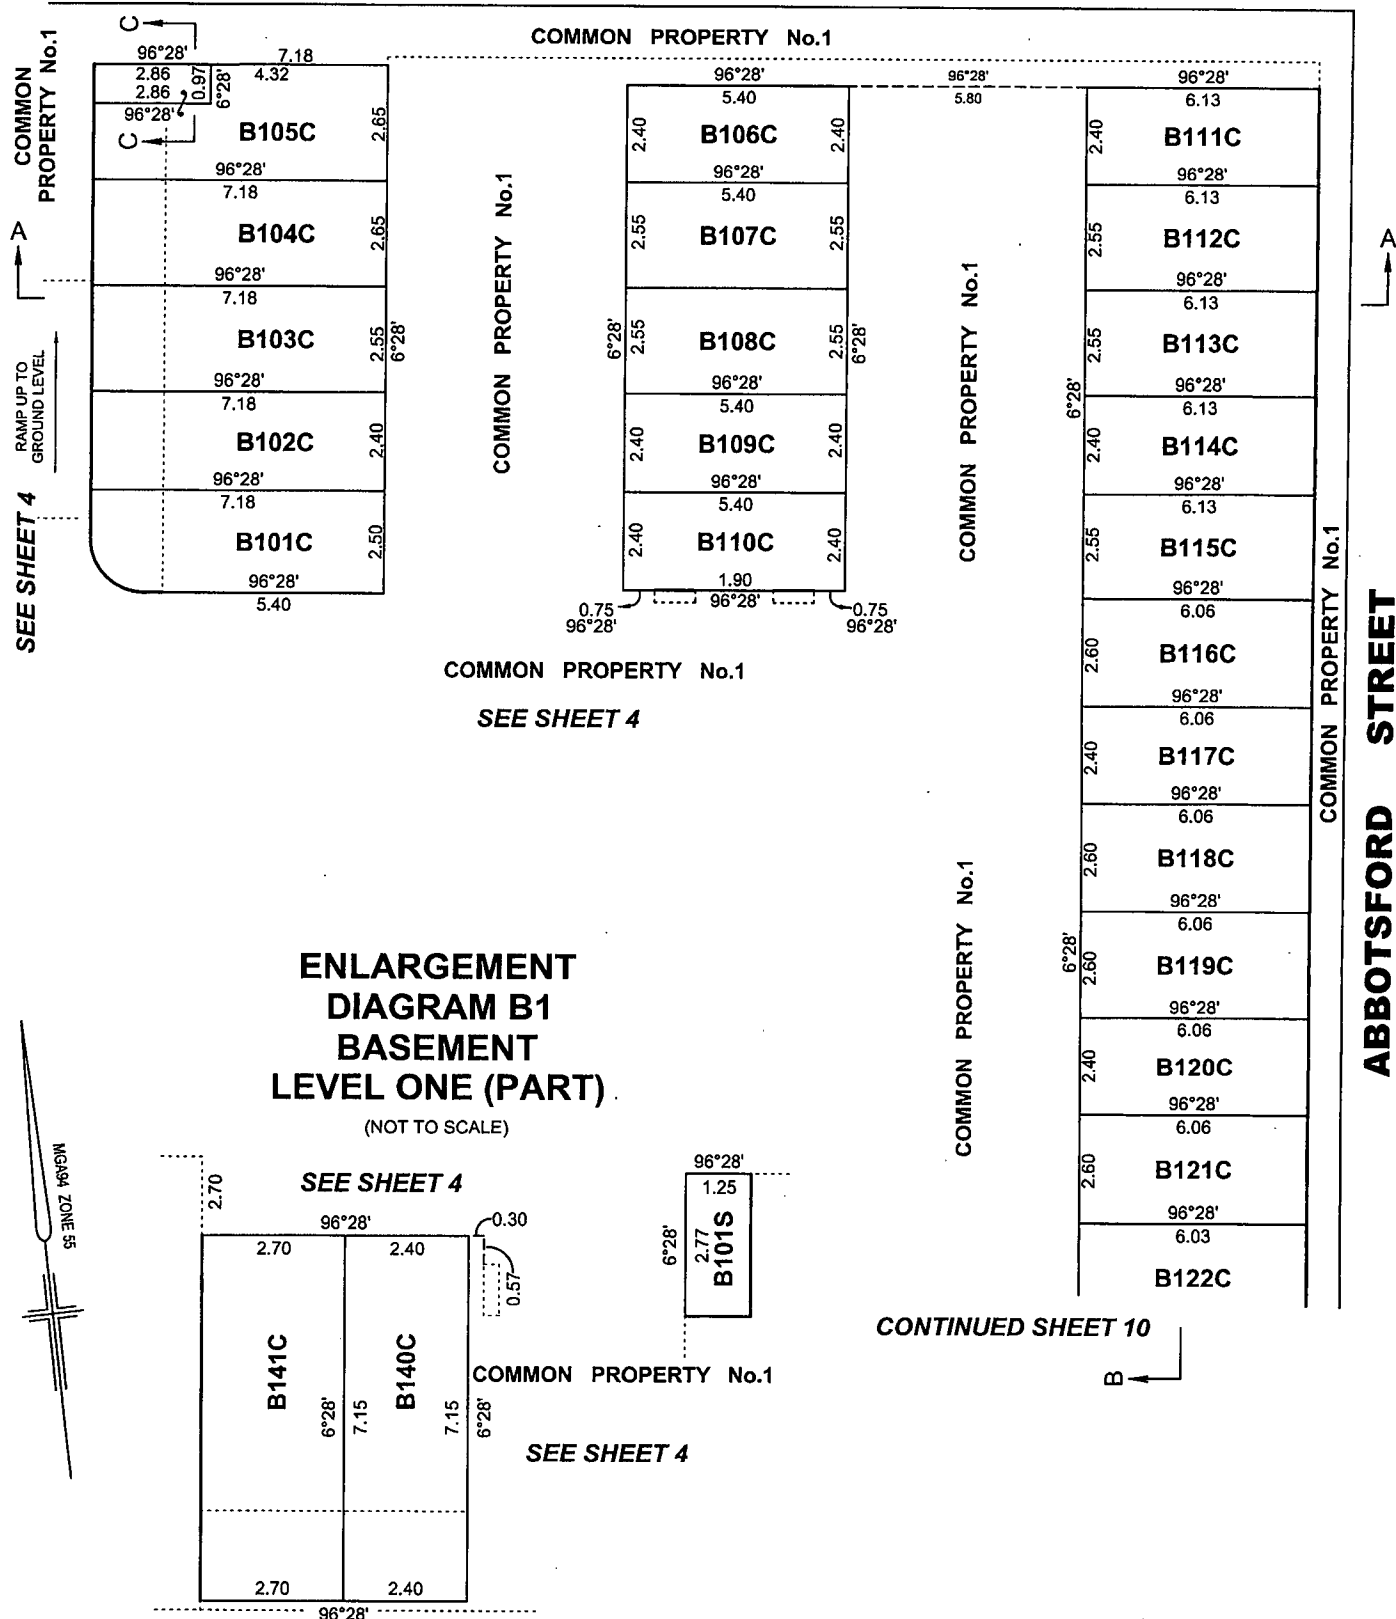 COMMON PROPERTY No.1
COMMON
PROPERTY No.1
C
96°28'
7.18
2.86
0.97
6°28'
4.32
2.86
96°28'
C
B105C
2.65
96°28'
7.18
B104C
2.65
96°28'
7.18
B103C
2.55
6°28'
96°28'
7.18
B102C
2.40
96°28'
7.18
B101C
2.50
96°28'
5.40
A
RAMP UP TO
GROUND LEVEL
SEE SHEET 4
COMMON PROPERTY No.1
96°28'
5.40
2.40
B106C
2.40
96°28'
5.40
2.55
B107C
2.55
6°28'
2.55
B108C
2.55
6°28'
96°28'
5.40
2.40
B109C
2.40
96°28'
5.40
2.40
B110C
2.40
1.90
96°28'
0.75
96°28'
0.75
96°28'
COMMON PROPERTY No.1
SEE SHEET 4
96°28'
5.80
COMMON PROPERTY No.1
COMMON PROPERTY No.1
96°28'
6.13
2.40
B111C
96°28'
6.13
2.55
B112C
96°28'
6.13
2.55
B113C
6°28'
96°28'
6.13
2.40
B114C
96°28'
6.13
2.55
B115C
96°28'
6.06
2.60
B116C
96°28'
6.06
2.40
B117C
96°28'
6.06
2.60
B118C
96°28'
6.06
6°28'
2.60
B119C
96°28'
6.06
2.40
B120C
96°28'
6.06
2.60
B121C
96°28'
6.03
B122C
A
COMMON PROPERTY No.1
ABBOTSFORD STREET
ENLARGEMENT
DIAGRAM B1
BASEMENT
LEVEL ONE (PART)
(NOT TO SCALE)
MGA94 ZONE 55
SEE SHEET 4
2.70
96°28'
2.70
2.40
0.30
0.57
B141C
6°28'
7.15
B140C
7.15
6°28'
2.70
2.40
96°28'
96°28'
1.25
6°28'
2.77
B101S
COMMON PROPERTY No.1
SEE SHEET 4
CONTINUED SHEET 10
B